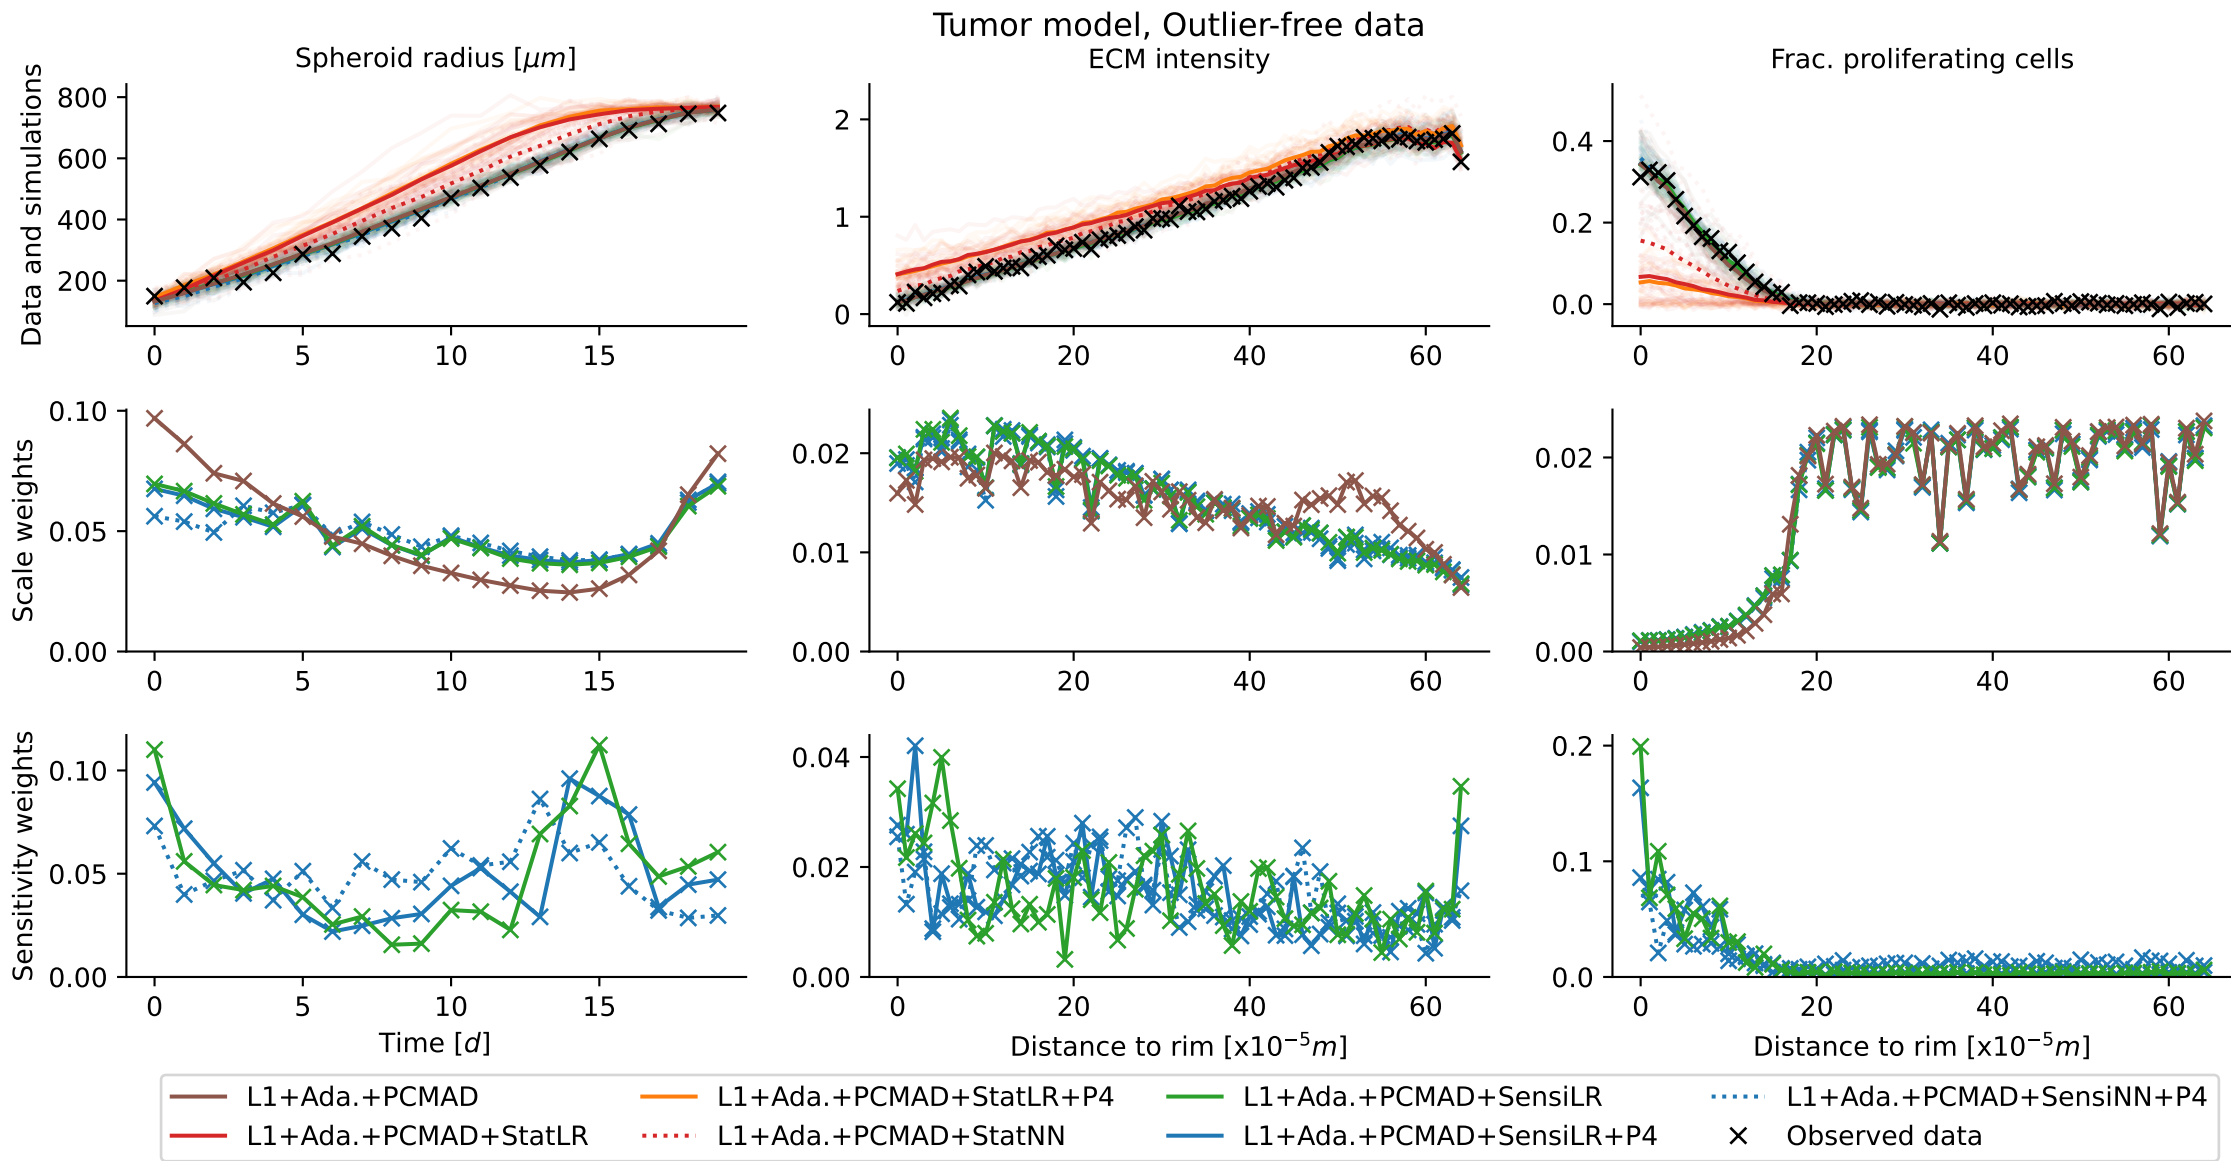 Tumor model, Outlier-free data
Spheroid radius [μm]
ECM intensity
Frac. proliferating cells
Data and simulations
800
600
400
200
0 5 10 15
2
1
0
0 20 40 60
0.4
0.2
0.0
0 20 40 60
Scale weights
0.10
0.05
0.00
0 5 10 15
0.02
0.01
0.00
0 20 40 60
0.02
0.01
0.00
0 20 40 60
Sensitivity weights
0.10
0.05
0.00
0 5 10 15
Time [d]
0.04
0.02
0.00
0 20 40 60
Distance to rim [x10⁻⁵m]
0.2
0.1
0.0
0 20 40 60
Distance to rim [x10⁻⁵m]
L1+Ada.+PCMAD
L1+Ada.+PCMAD+StatLR
L1+Ada.+PCMAD+StatLR+P4
L1+Ada.+PCMAD+StatNN
L1+Ada.+PCMAD+SensiLR
L1+Ada.+PCMAD+SensiLR+P4
L1+Ada.+PCMAD+SensiNN+P4
Observed data